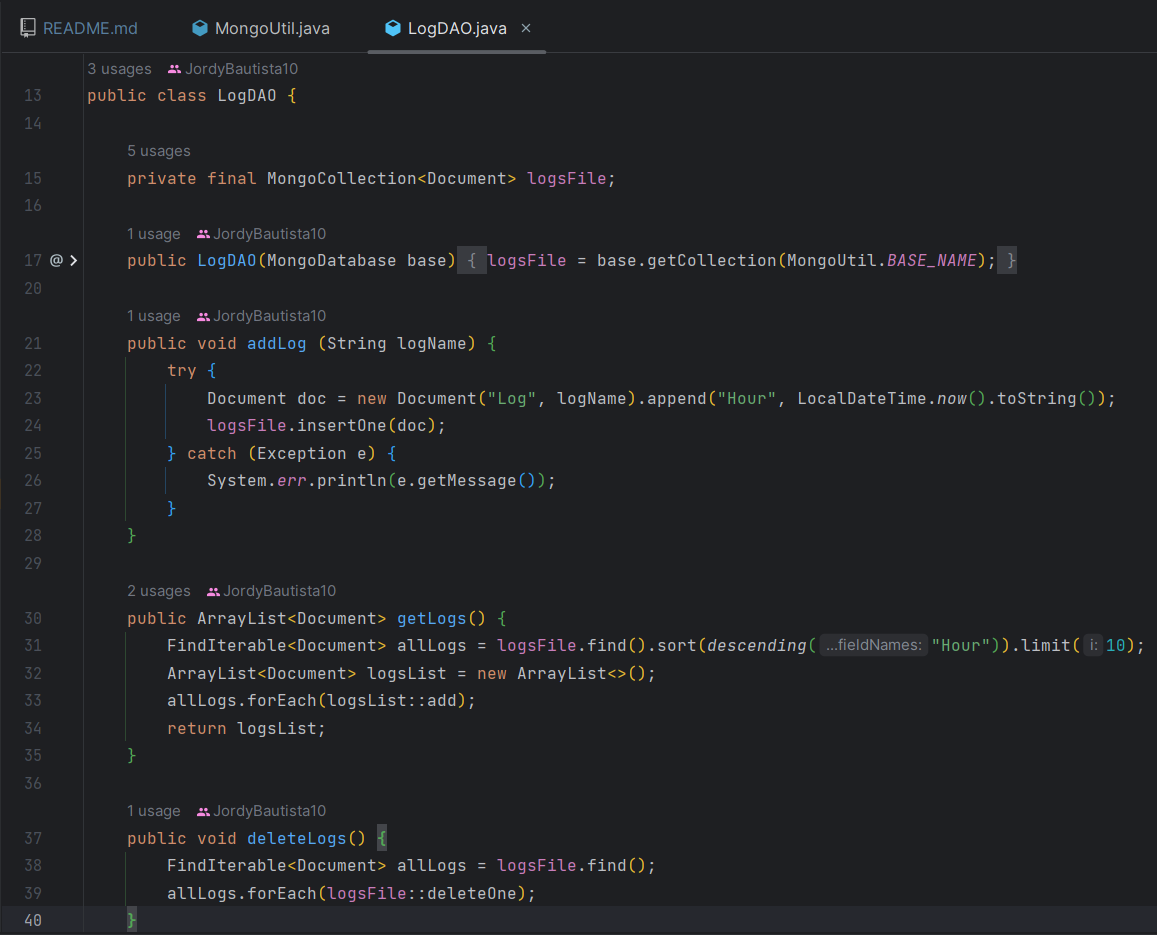 README.md MongoUtil.java LogDAO.java ×
3 usages JordyBautista10
13 public class LogDAO {
14
5 usages
15 private final MongoCollection<Document> logsFile;
16
1 usage JordyBautista10
17 @ > public LogDAO(MongoDatabase base) { logsFile = base.getCollection(MongoUtil.BASE_NAME); }
20
1 usage JordyBautista10
21 public void addLog (String logName) {
22 try {
23 Document doc = new Document("Log", logName).append("Hour", LocalDateTime.now().toString());
24 logsFile.insertOne(doc);
25 } catch (Exception e) {
26 System.err.println(e.getMessage());
27 }
28 }
29
2 usages JordyBautista10
30 public ArrayList<Document> getLogs() {
31 FindIterable<Document> allLogs = logsFile.find().sort(descending( ...fieldNames: "Hour")).limit( i: 10);
32 ArrayList<Document> logsList = new ArrayList<>();
33 allLogs.forEach(logsList::add);
34 return logsList;
35 }
36
1 usage JordyBautista10
37 public void deleteLogs() {
38 FindIterable<Document> allLogs = logsFile.find();
39 allLogs.forEach(logsFile::deleteOne);
40 }